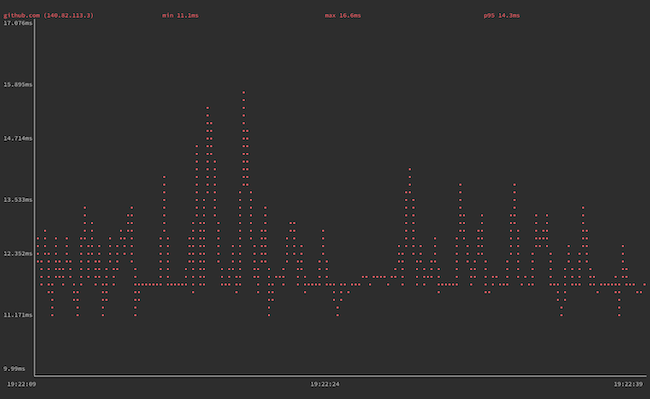 github.com (140.82.113.3) min 11.1ms max 16.6ms p95 14.3ms
17.076ms
15.895ms
14.714ms
13.533ms
12.352ms
11.171ms
9.99ms
19:22:09 19:22:24 19:22:39